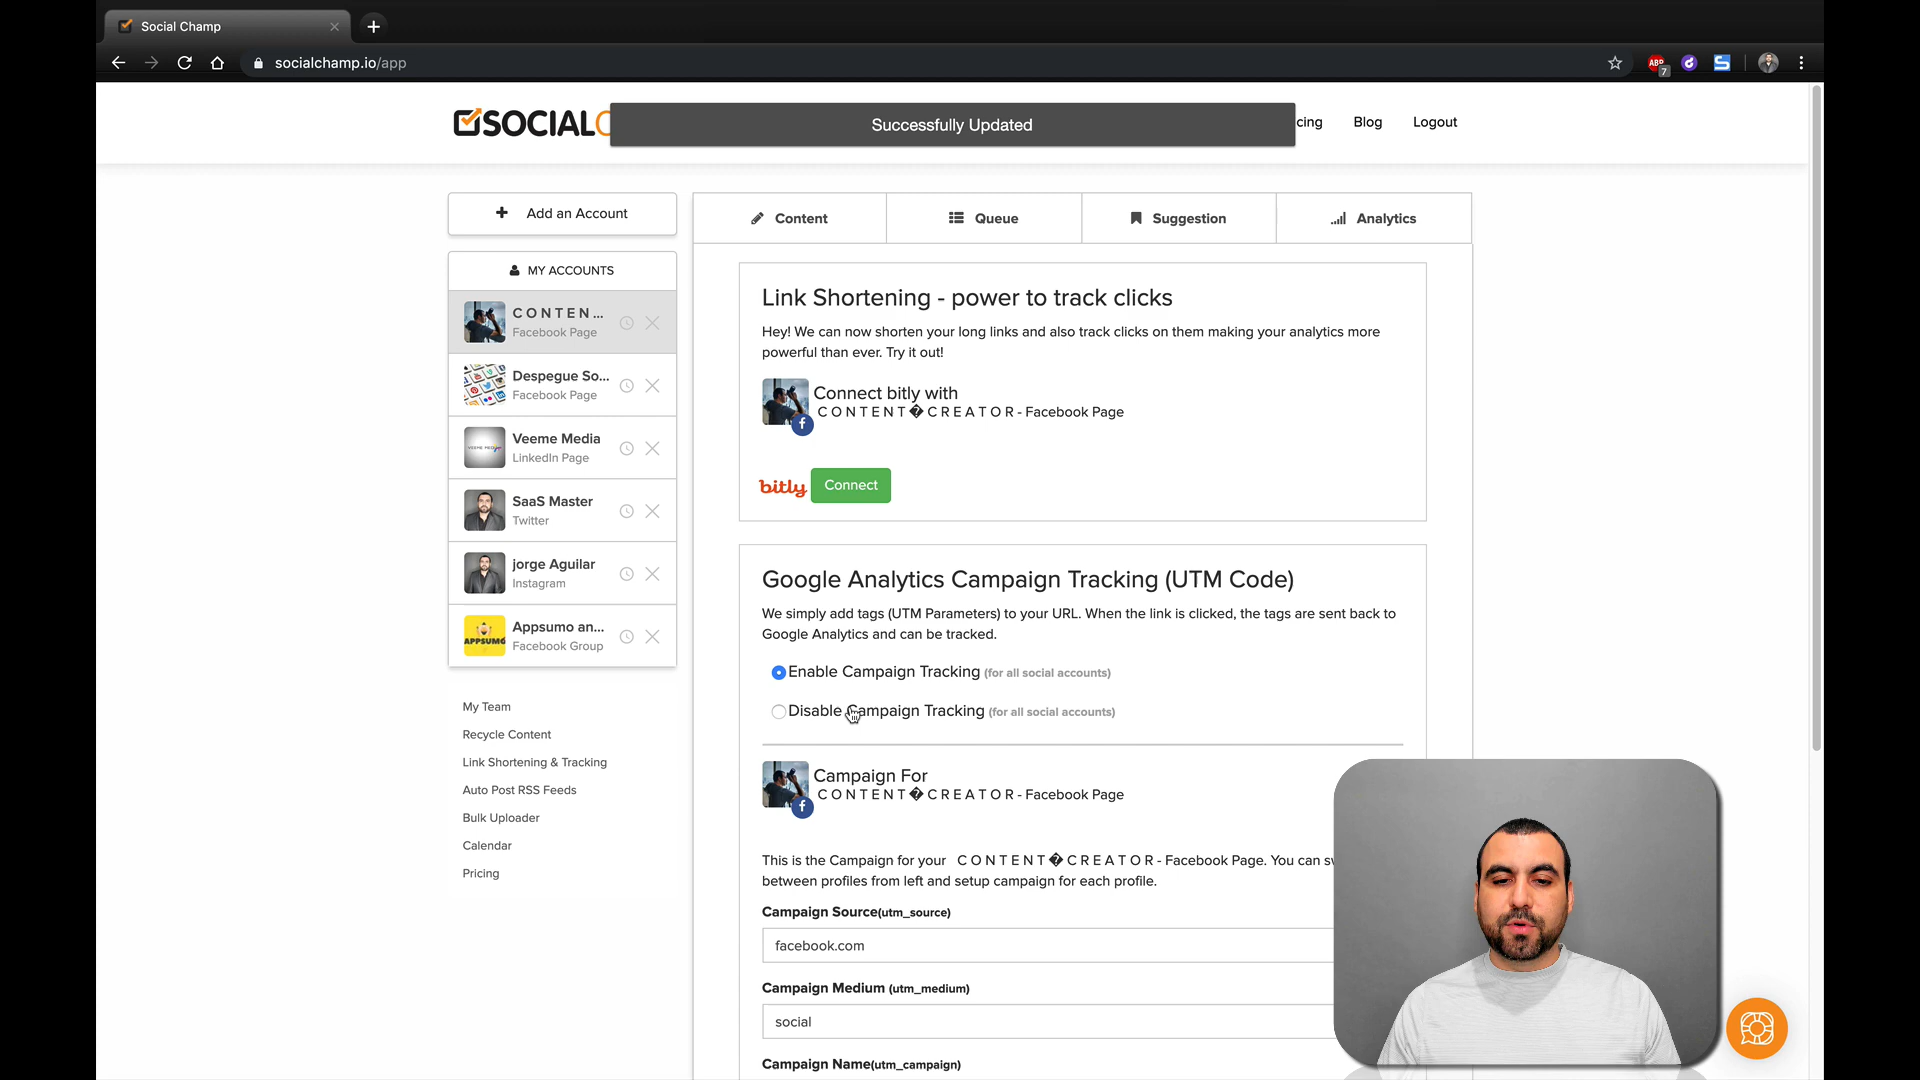 Social Champ
socialchamp.io/app
ABP
7
SOCIALC
Successfully Updated
cing
Blog
Logout
Add an Account
Content
Queue
Suggestion
Analytics
MY ACCOUNTS
C O N T E N ...
Facebook Page
Despegue So...
Facebook Page
Veeme Media
LinkedIn Page
SaaS Master
Twitter
jorge Aguilar
Instagram
APPSUMO
Appsumo an...
Facebook Group
My Team
Recycle Content
Link Shortening & Tracking
Auto Post RSS Feeds
Bulk Uploader
Calendar
Pricing
Link Shortening - power to track clicks
Hey! We can now shorten your long links and also track clicks on them making your analytics more
powerful than ever. Try it out!
Connect bitly with
C O N T E N T � C R E A T O R - Facebook Page
bitly
Connect
Google Analytics Campaign Tracking (UTM Code)
We simply add tags (UTM Parameters) to your URL. When the link is clicked, the tags are sent back to
Google Analytics and can be tracked.
Enable Campaign Tracking (for all social accounts)
Disable Campaign Tracking (for all social accounts)
Campaign For
C O N T E N T � C R E A T O R - Facebook Page
This is the Campaign for your C O N T E N T � C R E A T O R - Facebook Page. You can sw
between profiles from left and setup campaign for each profile.
Campaign Source(utm_source)
facebook.com
Campaign Medium (utm_medium)
social
Campaign Name(utm_campaign)